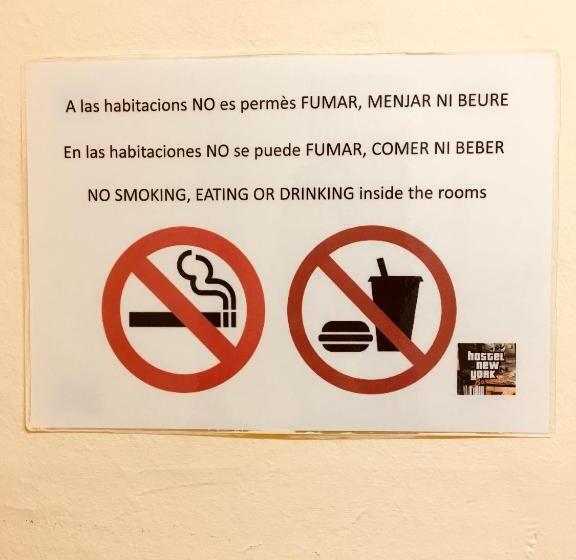 A las habitacions NO es permès FUMAR, MENJAR NI BEURE
En las habitaciones NO se puede FUMAR, COMER NI BEBER
NO SMOKING, EATING OR DRINKING inside the rooms
hostel
new
york